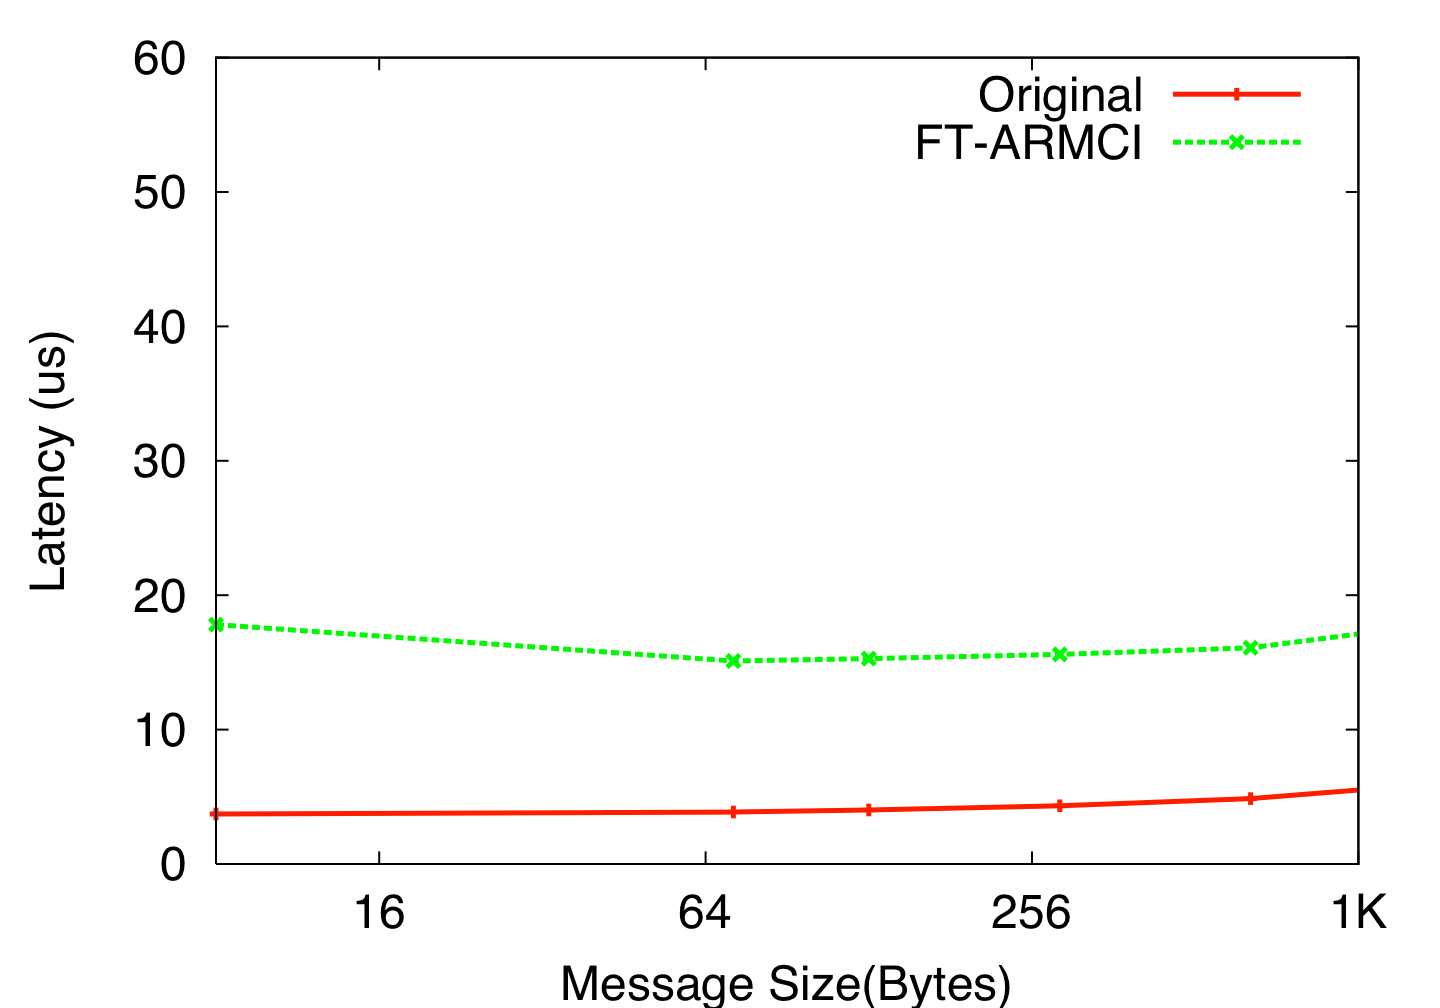 60
50
40
30
20
10
0
Latency (us)
Original
FT-ARMCI
16 64 256 1K
Message Size(Bytes)